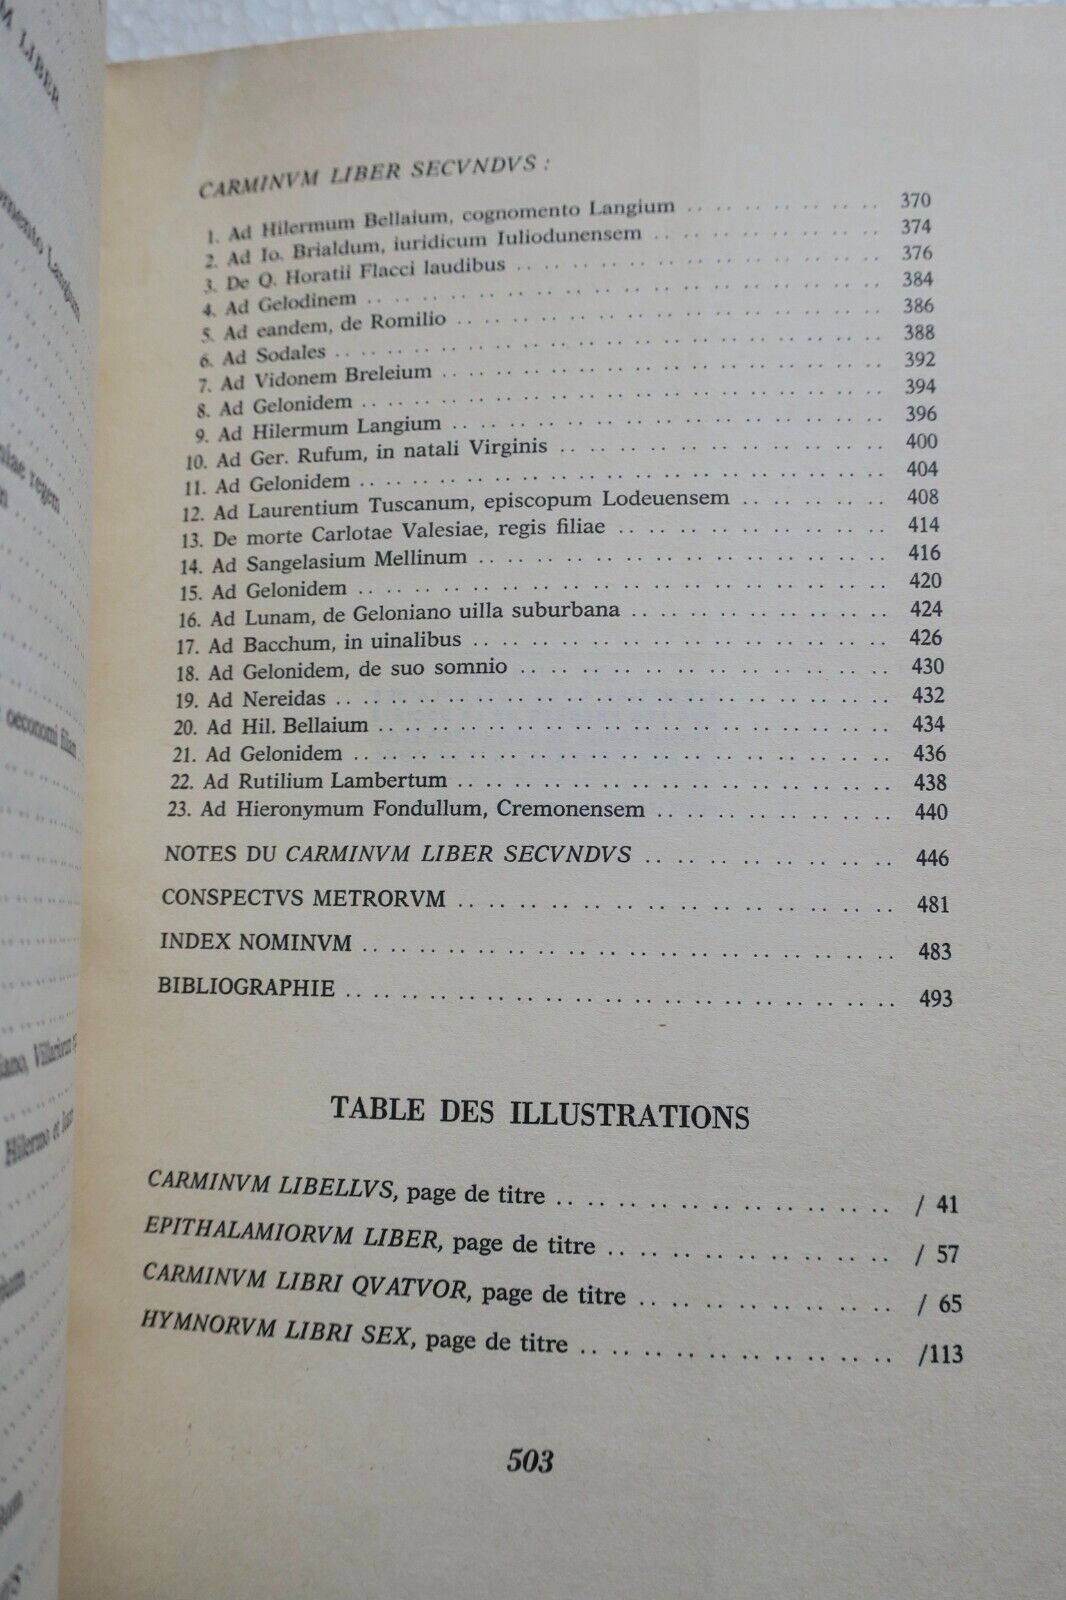 M LIBER
CARMINVM LIBER SECVNDVS :
1. Ad Hilermum Bellaium, cognomento Langium .. .. .. .. .. .. .. 370
2. Ad Io. Brialdum, iuridicum Iuliodunensem .. .. .. .. .. .. .. .. 374
3. De Q. Horatii Flacci laudibus .. .. .. .. .. .. .. .. .. .. .. .. .. 376
4. Ad Gelodinem .. .. .. .. .. .. .. .. .. .. .. .. .. .. .. .. .. .. 384
5. Ad eandem, de Romilio .. .. .. .. .. .. .. .. .. .. .. .. .. .. .. 386
6. Ad Sodales .. .. .. .. .. .. .. .. .. .. .. .. .. .. .. .. .. .. .. 388
7. Ad Vidonem Breleium .. .. .. .. .. .. .. .. .. .. .. .. .. .. .. 392
8. Ad Gelonidem .. .. .. .. .. .. .. .. .. .. .. .. .. .. .. .. .. .. 394
9. Ad Hilermum Langium .. .. .. .. .. .. .. .. .. .. .. .. .. .. .. 396
10. Ad Ger. Rufum, in natali Virginis .. .. .. .. .. .. .. .. .. .. .. 400
11. Ad Gelonidem .. .. .. .. .. .. .. .. .. .. .. .. .. .. .. .. .. .. 404
12. Ad Laurentium Tuscanum, episcopum Lodeuensem .. .. .. .. .. 408
13. De morte Carlotae Valesiae, regis filiae .. .. .. .. .. .. .. .. .. 414
14. Ad Sangelasium Mellinum .. .. .. .. .. .. .. .. .. .. .. .. .. .. 416
15. Ad Gelonidem .. .. .. .. .. .. .. .. .. .. .. .. .. .. .. .. .. .. 420
16. Ad Lunam, de Geloniano uilla suburbana .. .. .. .. .. .. .. .. .. 424
17. Ad Bacchum, in uinalibus .. .. .. .. .. .. .. .. .. .. .. .. .. .. 426
18. Ad Gelonidem, de suo somnio .. .. .. .. .. .. .. .. .. .. .. .. .. 430
19. Ad Nereidas .. .. .. .. .. .. .. .. .. .. .. .. .. .. .. .. .. .. .. 432
20. Ad Hil. Bellaium .. .. .. .. .. .. .. .. .. .. .. .. .. .. .. .. .. 434
21. Ad Gelonidem .. .. .. .. .. .. .. .. .. .. .. .. .. .. .. .. .. .. 436
22. Ad Rutilium Lambertum .. .. .. .. .. .. .. .. .. .. .. .. .. .. .. 438
23. Ad Hieronymum Fondullum, Cremonensem .. .. .. .. .. .. .. .. 440
NOTES DU CARMINVM LIBER SECVNDVS .. .. .. .. .. .. .. .. .. 446
CONSPECTVS METRORVM .. .. .. .. .. .. .. .. .. .. .. .. .. .. .. 481
INDEX NOMINVM .. .. .. .. .. .. .. .. .. .. .. .. .. .. .. .. .. .. 483
BIBLIOGRAPHIE .. .. .. .. .. .. .. .. .. .. .. .. .. .. .. .. .. .. .. 493
TABLE DES ILLUSTRATIONS
CARMINVM LIBELLVS, page de titre .. .. .. .. .. .. .. .. .. .. .. / 41
EPITHALAMIORVM LIBER, page de titre .. .. .. .. .. .. .. .. .. / 57
CARMINVM LIBRI QVATVOR, page de titre .. .. .. .. .. .. .. .. / 65
HYMNORVM LIBRI SEX, page de titre .. .. .. .. .. .. .. .. .. .. /113
503